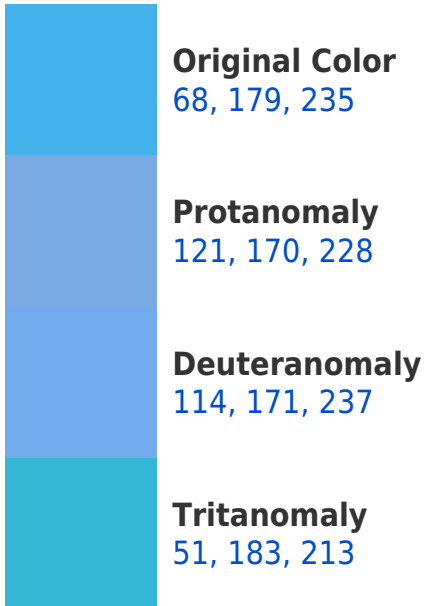 Original Color
68, 179, 235
Protanomaly
121, 170, 228
Deuteranomaly
114, 171, 237
Tritanomaly
51, 183, 213